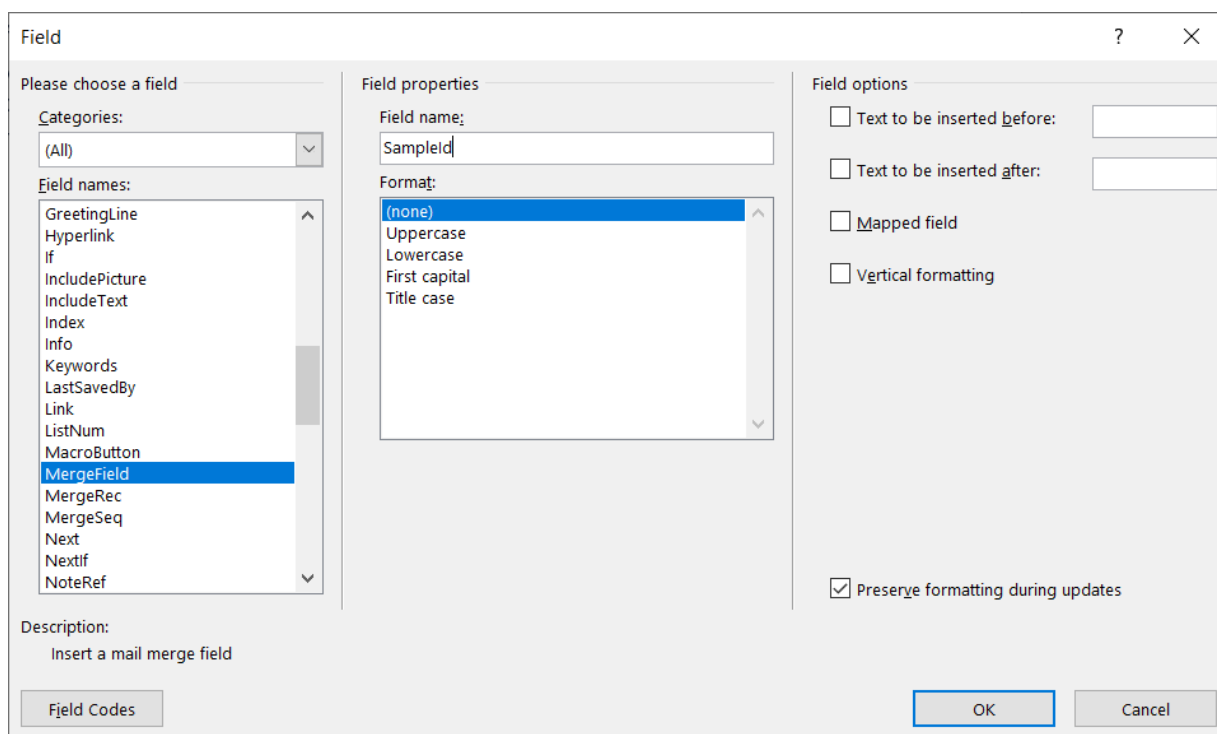 Field
?
Please choose a field
Categories:
(All)
Field names:
GreetingLine
Hyperlink
If
IncludePicture
IncludeText
Index
Info
Keywords
LastSavedBy
Link
ListNum
MacroButton
MergeField
MergeRec
MergeSeq
Next
NextIf
NoteRef
Field properties
Field name:
SampleId
Format:
(none)
Uppercase
Lowercase
First capital
Title case
Field options
Text to be inserted before:
Text to be inserted after:
Mapped field
Vertical formatting
Preserve formatting during updates
Description:
Insert a mail merge field
Field Codes
OK
Cancel